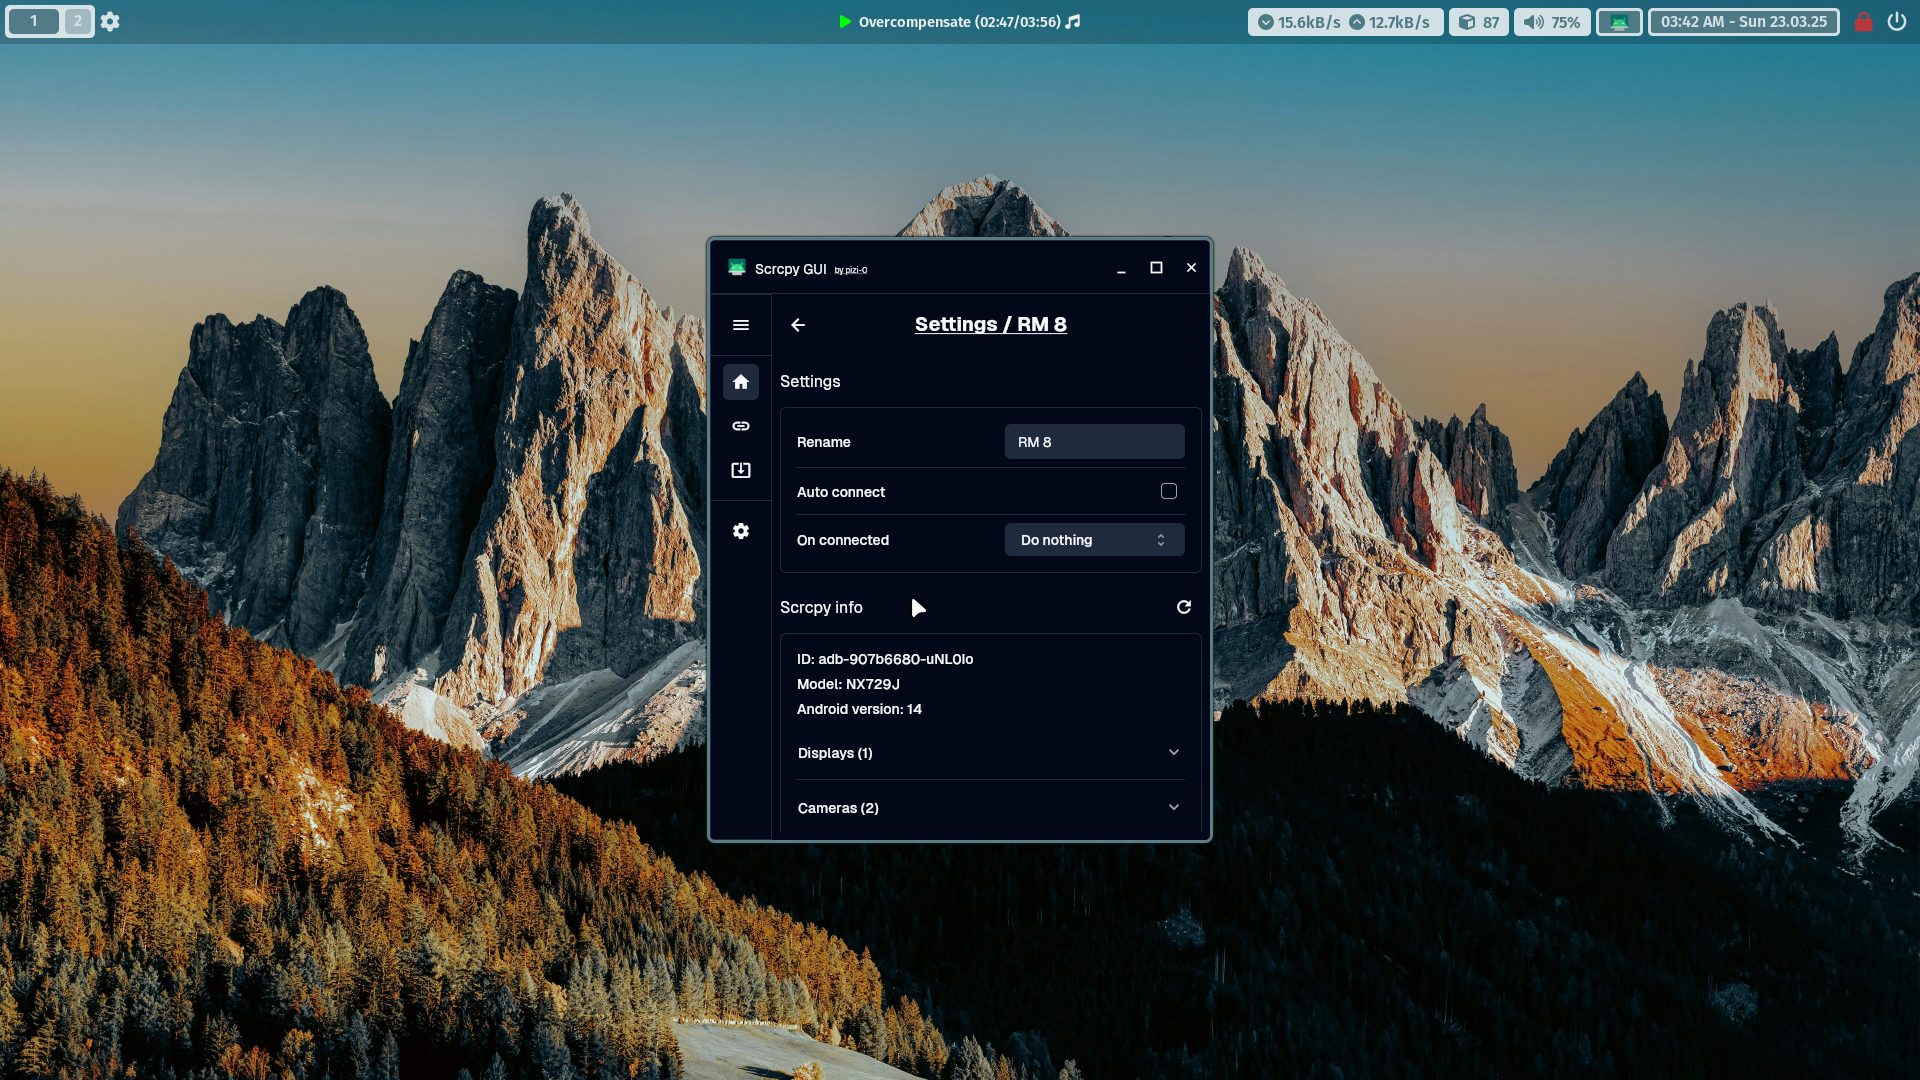 1 2
Overcompensate (02:47/03:56)
15.6kB/s 12.7kB/s 87 75% 03:42 AM - Sun 23.03.25
Scrcpy GUI by pizi-0
Settings / RM 8
Settings
Rename RM 8
Auto connect
On connected Do nothing
Scrcpy info
ID: adb-907b6680-uNL0Io
Model: NX729J
Android version: 14
Displays (1)
Cameras (2)